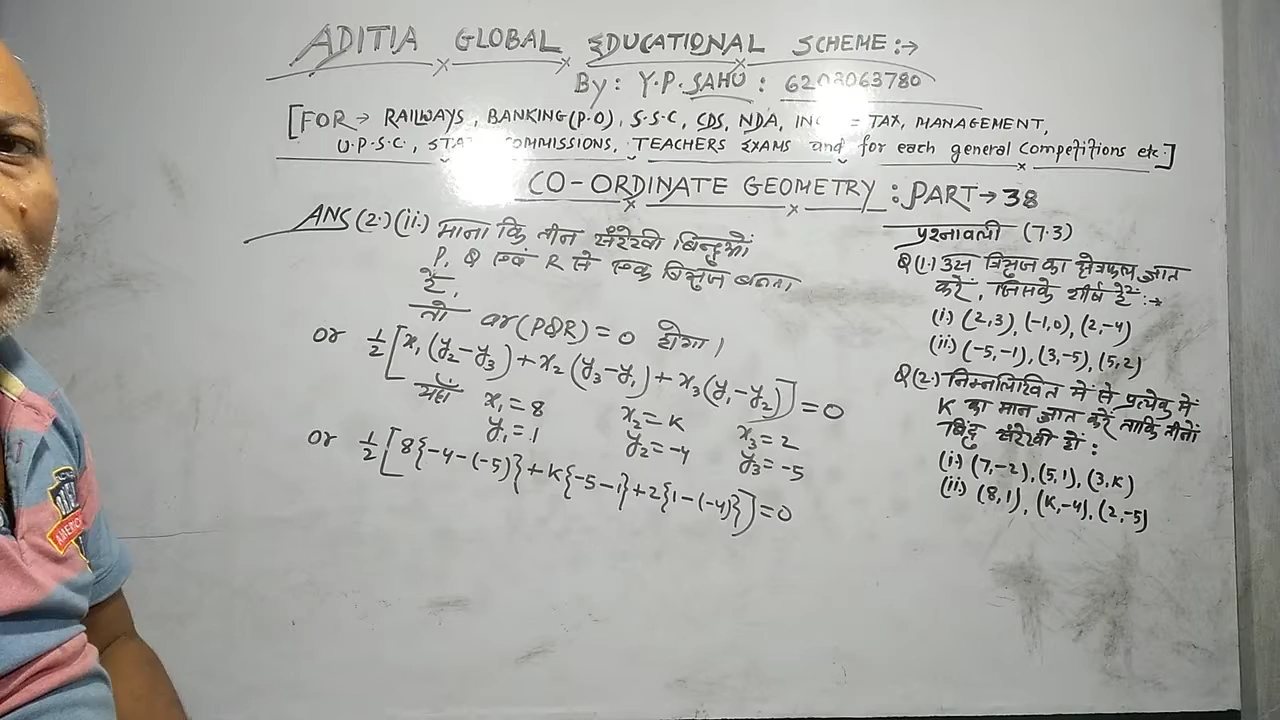 ADITIA GLOBAL EDUCATIONAL SCHEME:→
By: Y.P. SAHU: 6203063780
[FOR→ RAILWAYS, BANKING(P.O), S.S.C, CDS, NDA, TAX, MANAGEMENT,
U.P.S.C, COMMISSIONS, TEACHERS EXAMS and for each general Competitions etc.]
CO-ORDINATE GEOMETRY: PART→38
ANS(2.)(ii.) माना कि तीन संरेखी बिन्दुओं
P, Q एवं R से एक त्रिभुज बनता
है,
तो ar(PQR)=0 होगा।
or 1/2[x₁(y₂-y₃)+x₂(y₃-y₁)+x₃(y₁-y₂)]=0
यहाँ x₁=8 x₂=K x₃=2
y₁=1 y₂=-4 y₃=-5
or 1/2[8{-4-(-5)}+K{-5-1}+2{1-(-4)}]=0
प्रश्नावली (7.3)
Q(1.) उस त्रिभुज का क्षेत्रफल ज्ञात
करें, जिसके शीर्ष हैं:→
(i.) (2,3), (-1,0), (2,-4)
(ii.) (-5,-1), (3,-5), (5,2)
Q(2.) निम्नलिखित में से प्रत्येक में
K का मान ज्ञात करें ताकि तीनों
बिंदु संरेखी हों:
(i.) (7,-2), (5,1), (3,K)
(ii) (8,1), (K,-4), (2,-5)